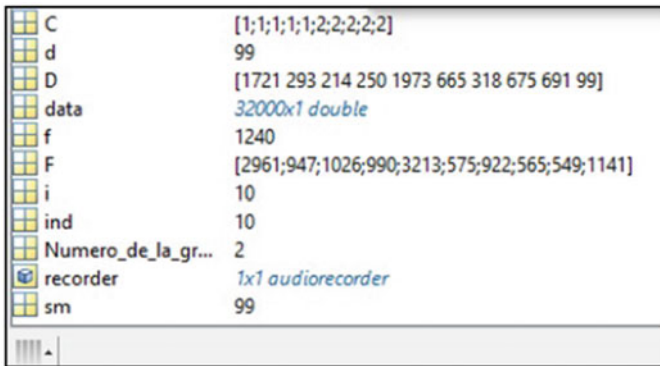 C [1;1;1;1;1;2;2;2;2;2]
d 99
D [1721 293 214 250 1973 665 318 675 691 99]
data 32000x1 double
f 1240
F [2961;947;1026;990;3213;575;922;565;549;1141]
i 10
ind 10
Numero_de_la_gr... 2
recorder 1x1 audiorecorder
sm 99